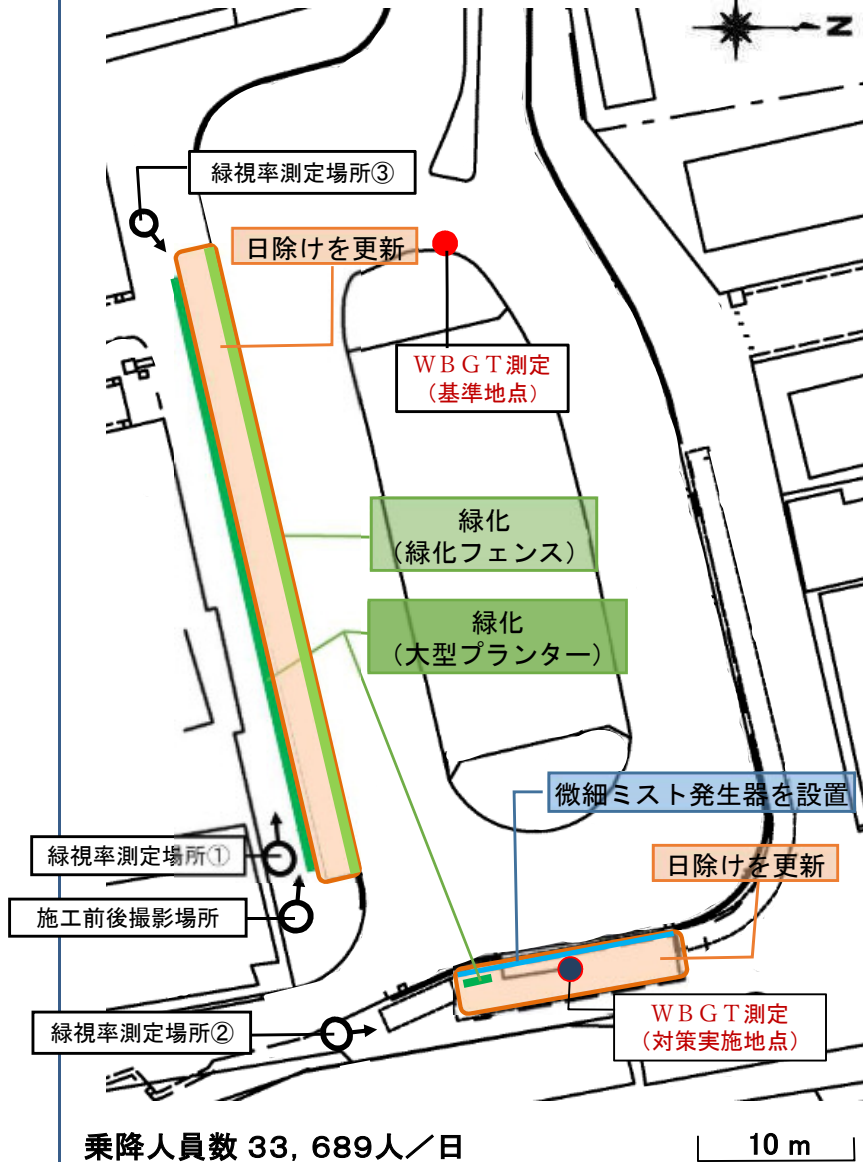 N
緑視率測定場所③
日除けを更新
ＷＢＧＴ測定
（基準地点）
緑化
（緑化フェンス）
緑化
（大型プランター）
微細ミスト発生器を設置
緑視率測定場所①
日除けを更新
施工前後撮影場所
ＷＢＧＴ測定
（対策実施地点）
緑視率測定場所②
乗降人員数 33, 689人／日
10 m